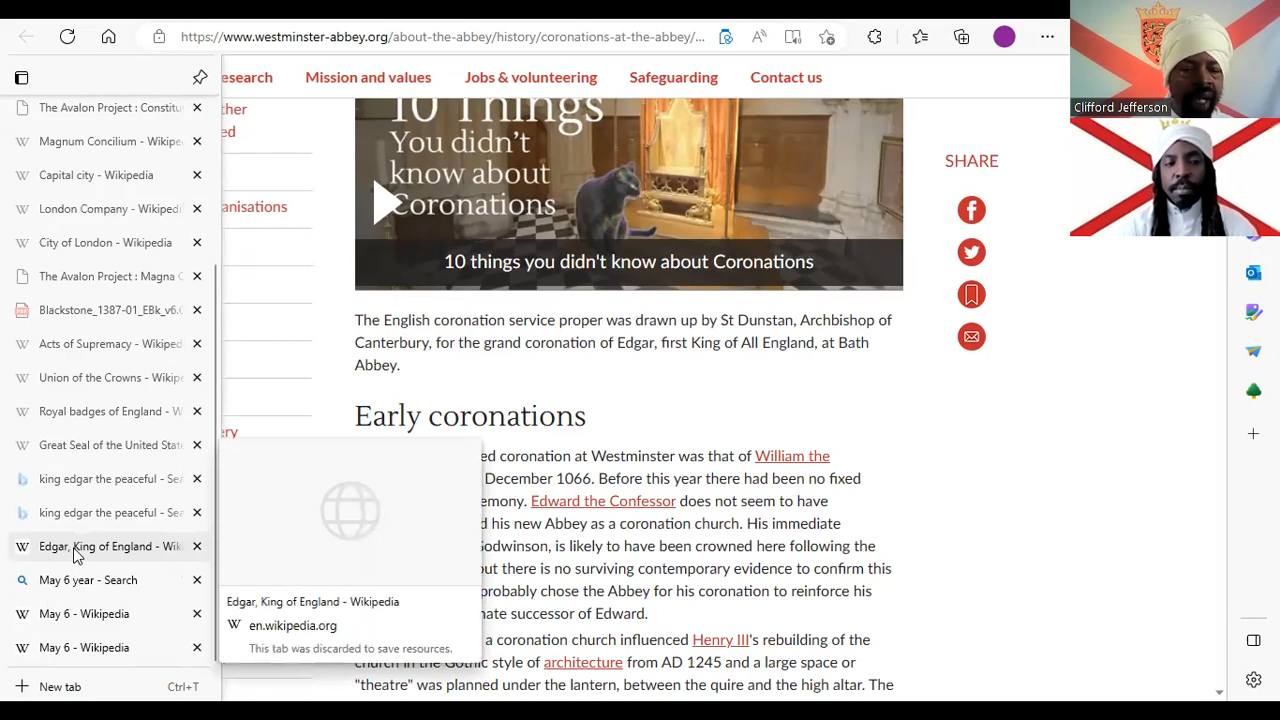 https://www.westminster-abbey.org/about-the-abbey/history/coronations-at-the-abbey/...
Clifford Jefferson
esearch
Mission and values
Jobs & volunteering
Safeguarding
Contact us
The Avalon Project : Constitu
Magnum Concilium - Wikipe
Capital city - Wikipedia
London Company - Wikipedi
City of London - Wikipedia
The Avalon Project : Magna C
Blackstone_1387-01_EBk_v6.0
Acts of Supremacy - Wikiped
Union of the Crowns - Wikip
Royal badges of England - W
Great Seal of the United State
king edgar the peaceful - Sea
king edgar the peaceful - Sea
Edgar, King of England - Wik
May 6 year - Search
May 6 - Wikipedia
May 6 - Wikipedia
New tab Ctrl+T
ther
ed
anisations
ery
10 Things
You didn't
know about
Coronations
10 things you didn't know about Coronations
SHARE
The English coronation service proper was drawn up by St Dunstan, Archbishop of
Canterbury, for the grand coronation of Edgar, first King of All England, at Bath
Abbey.
Early coronations
ed coronation at Westminster was that of William the
December 1066. Before this year there had been no fixed
emony. Edward the Confessor does not seem to have
d his new Abbey as a coronation church. His immediate
Godwinson, is likely to have been crowned here following the
but there is no surviving contemporary evidence to confirm this
probably chose the Abbey for his coronation to reinforce his
nate successor of Edward.
a coronation church influenced Henry III's rebuilding of the
church in the Gothic style of architecture from AD 1245 and a large space or
"theatre" was planned under the lantern, between the quire and the high altar. The
Edgar, King of England - Wikipedia
W en.wikipedia.org
This tab was discarded to save resources.